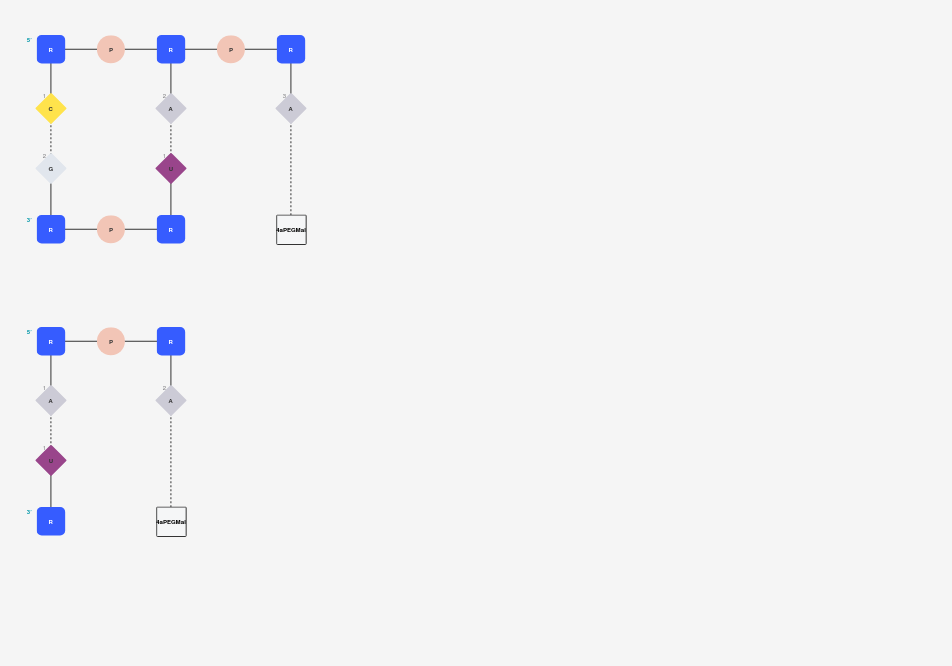 5' R P R P R
1 2 3
C A A
2 1
G U
3' R P R 4aPEGMal
5' R P R
1 2
A A
1
U
3' R 4aPEGMal